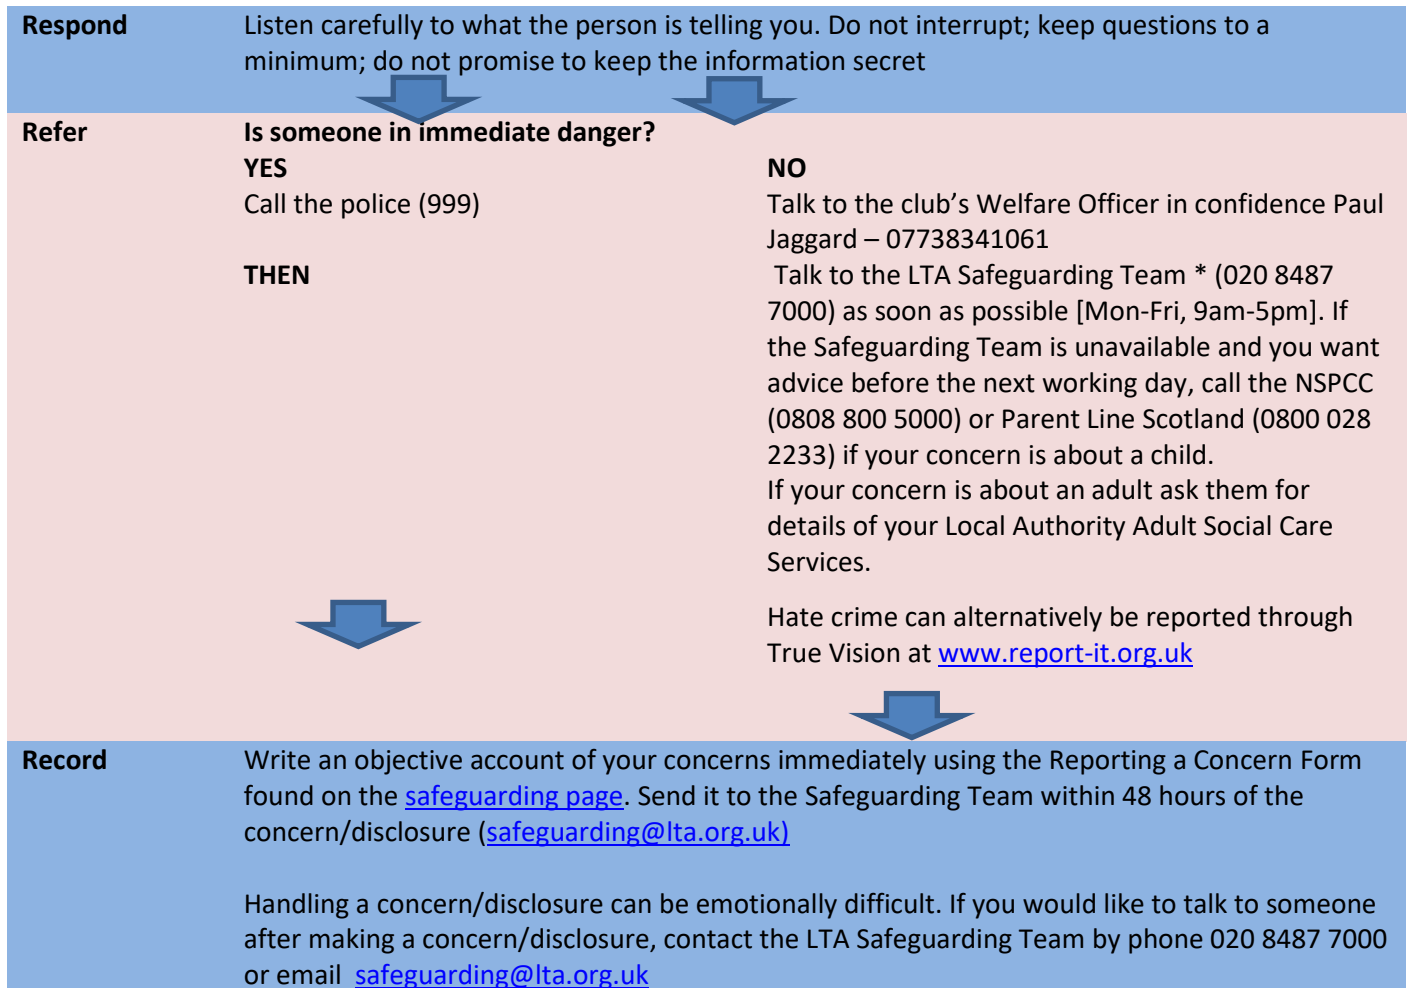 Respond
Listen carefully to what the person is telling you. Do not interrupt; keep questions to a
minimum; do not promise to keep the information secret
Refer
Is someone in immediate danger?
YES
Call the police (999)
THEN
NO
Talk to the club’s Welfare Officer in confidence Paul
Jaggard – 07738341061
Talk to the LTA Safeguarding Team * (020 8487
7000) as soon as possible [Mon-Fri, 9am-5pm]. If
the Safeguarding Team is unavailable and you want
advice before the next working day, call the NSPCC
(0808 800 5000) or Parent Line Scotland (0800 028
2233) if your concern is about a child.
If your concern is about an adult ask them for
details of your Local Authority Adult Social Care
Services.
Hate crime can alternatively be reported through
True Vision at www.report-it.org.uk
Record
Write an objective account of your concerns immediately using the Reporting a Concern Form
found on the safeguarding page. Send it to the Safeguarding Team within 48 hours of the
concern/disclosure (safeguarding@lta.org.uk)
Handling a concern/disclosure can be emotionally difficult. If you would like to talk to someone
after making a concern/disclosure, contact the LTA Safeguarding Team by phone 020 8487 7000
or email safeguarding@lta.org.uk